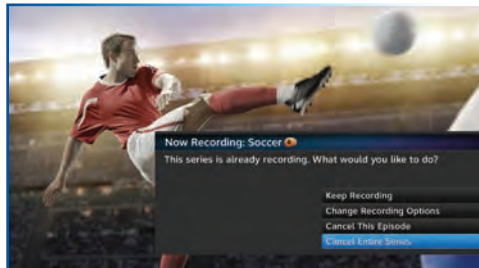 Now Recording: Soccer
This series is already recording. What would you like to do?
Keep Recording
Change Recording Options
Cancel This Episode
Cancel Entire Series